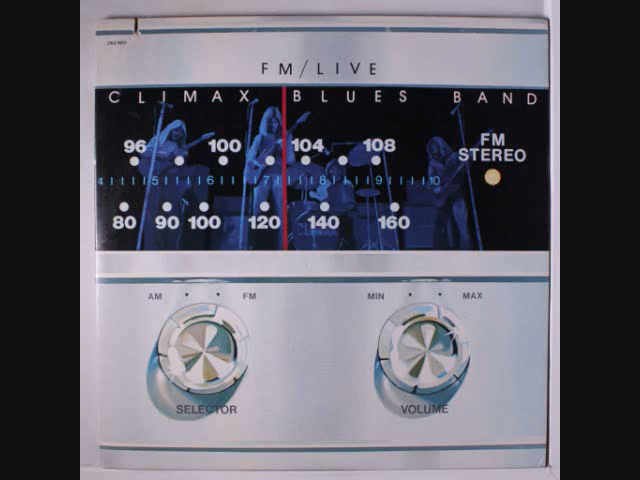 FM/LIVE
CLIMAX BLUES BAND
96 100 104 108
FM
STEREO
4 5 6 7 8 9 10
80 90 100 120 140 160
AM FM
MIN MAX
SELECTOR
VOLUME